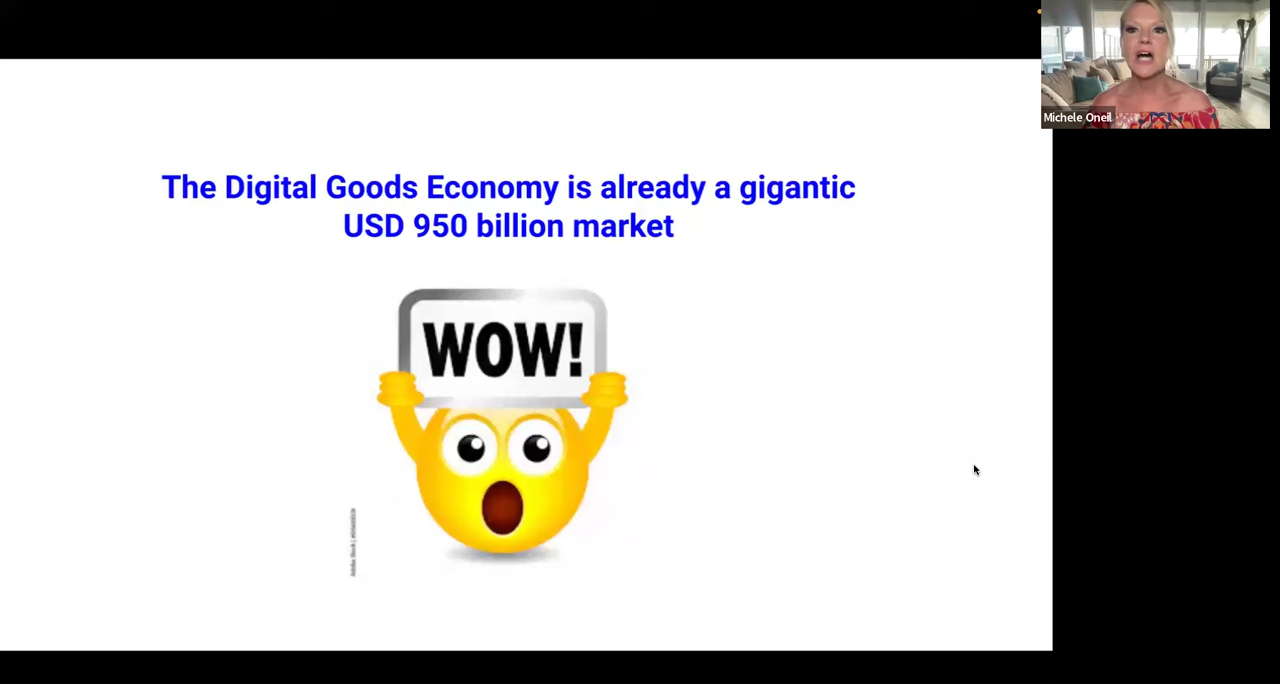 Michele Oneil
The Digital Goods Economy is already a gigantic
USD 950 billion market
WOW!